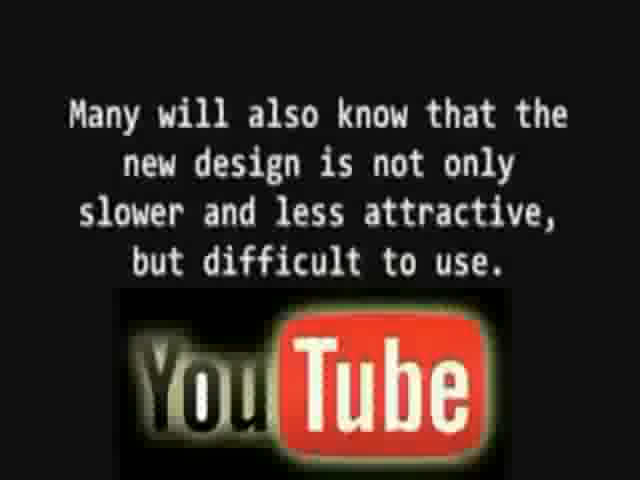 Many will also know that the
new design is not only
slower and less attractive,
but difficult to use.
YouTube